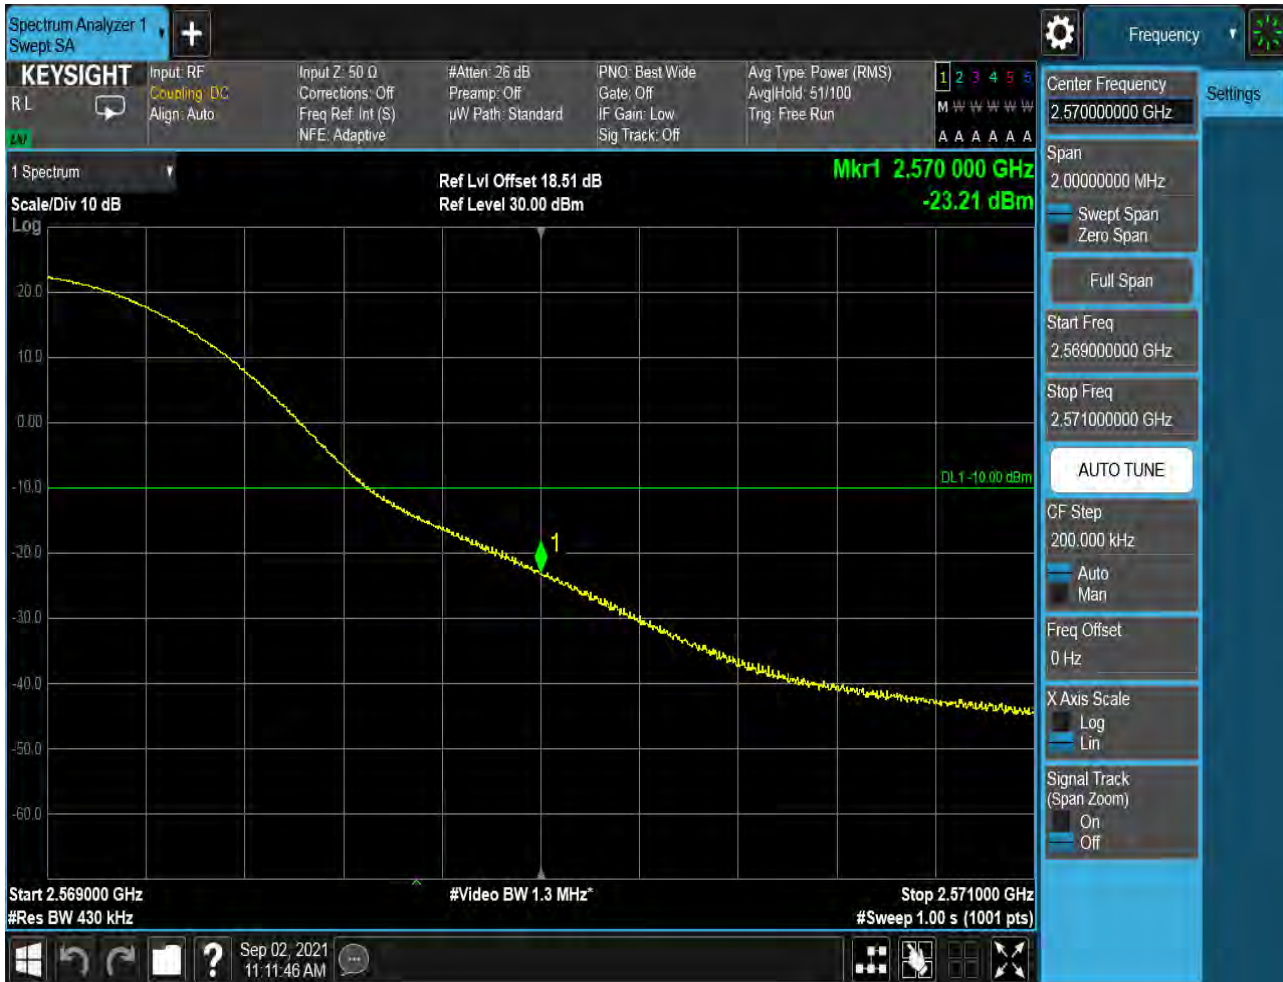 Spectrum Analyzer 1
Swept SA
Frequency
KEYSIGHT
R L
Input: RF
Coupling: DC
Align: Auto
Input Z: 50 Ω
Corrections: Off
Freq Ref: Int (S)
NFE: Adaptive
#Atten: 26 dB
Preamp: Off
µW Path: Standard
PNO: Best Wide
Gate: Off
IF Gain: Low
Sig Track: Off
Avg Type: Power (RMS)
Avg|Hold: 51/100
Trig: Free Run
1 2 3 4 5 6
M W W W W W
A A A A A A
1 Spectrum
Scale/Div 10 dB
Log
Ref Lvl Offset 18.51 dB
Ref Level 30.00 dBm
Mkr1 2.570 000 GHz
-23.21 dBm
20.0
10.0
0.00
-10.0
-20.0
-30.0
-40.0
-50.0
-60.0
DL1 -10.00 dBm
1
Start 2.569000 GHz
#Res BW 430 kHz
#Video BW 1.3 MHz*
Stop 2.571000 GHz
#Sweep 1.00 s (1001 pts)
Sep 02, 2021
11:11:46 AM
?
Center Frequency
2.570000000 GHz
Settings
Span
2.00000000 MHz
Swept Span
Zero Span
Full Span
Start Freq
2.569000000 GHz
Stop Freq
2.571000000 GHz
AUTO TUNE
CF Step
200.000 kHz
Auto
Man
Freq Offset
0 Hz
X Axis Scale
Log
Lin
Signal Track
(Span Zoom)
On
Off